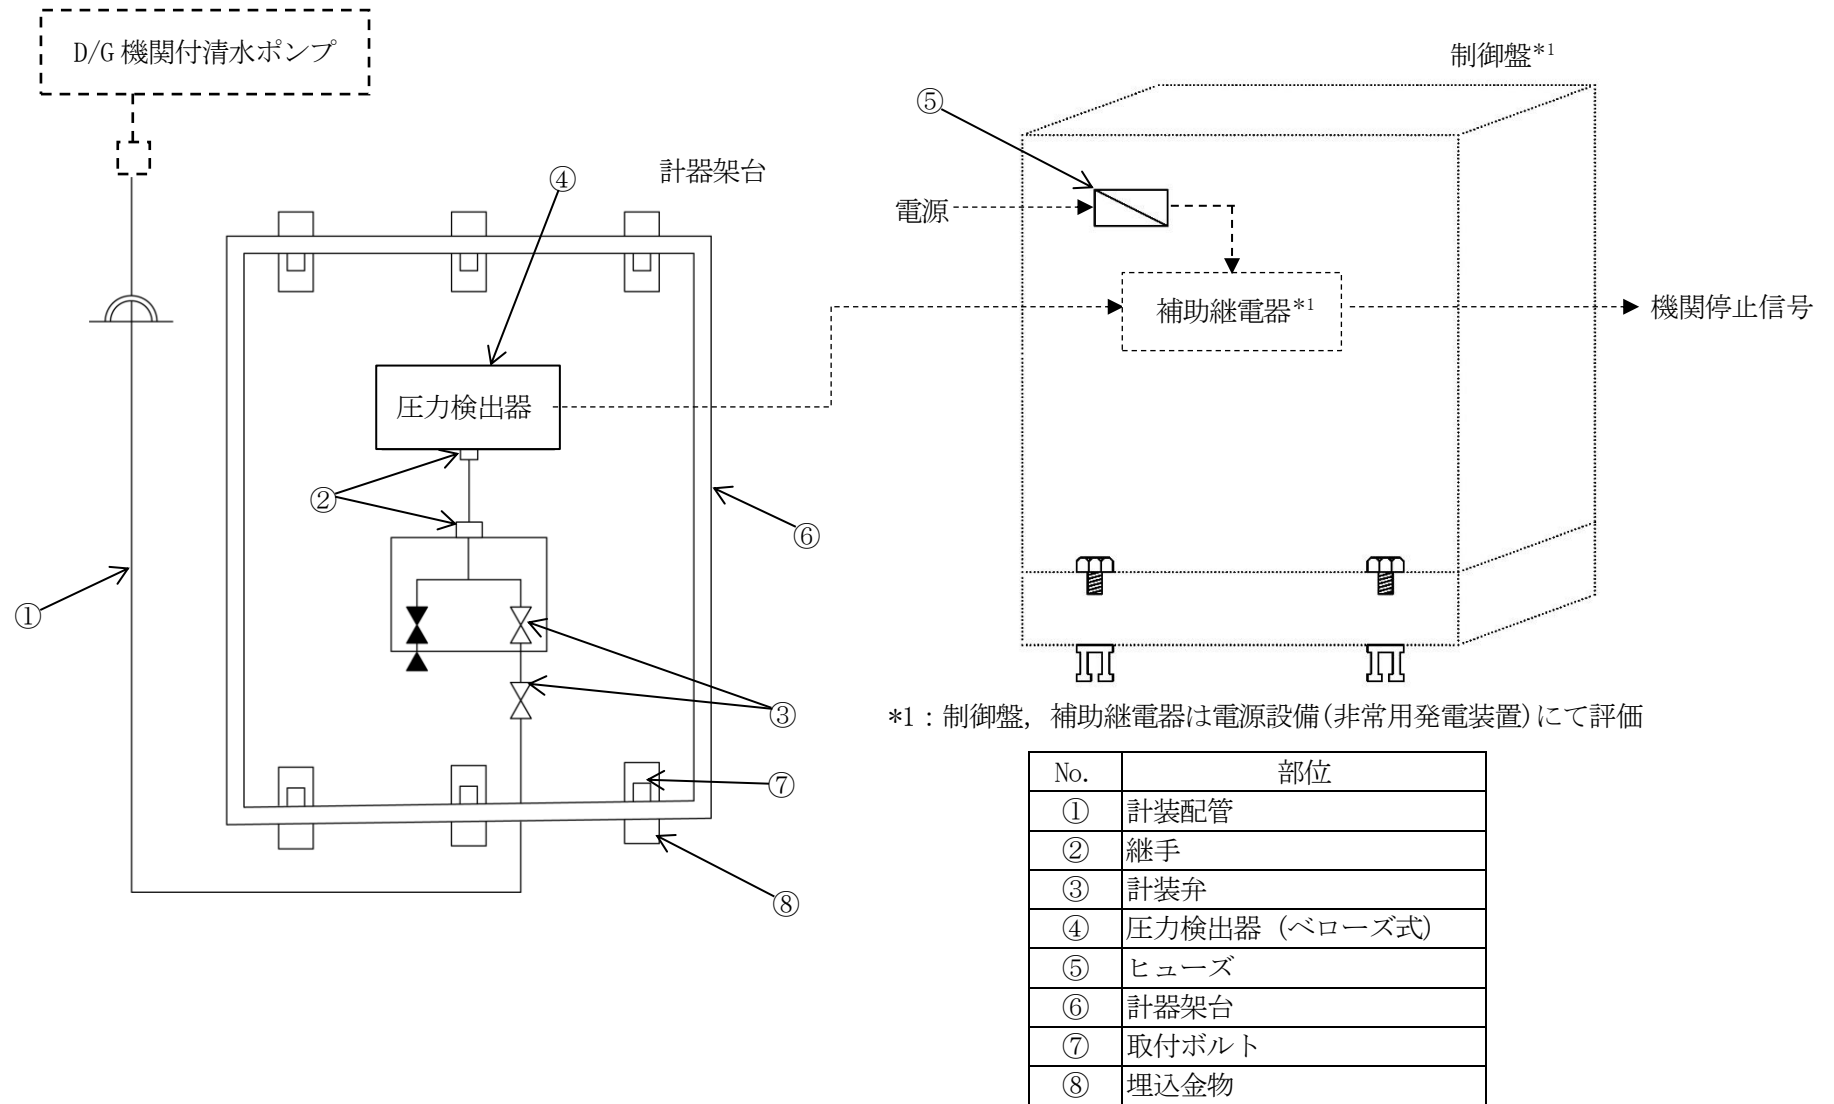 D/G機関付清水ポンプ
制御盤*1
⑤
計器架台
④
電源
補助継電器*1
機関停止信号
圧力検出器
②
⑥
①
③
*1：制御盤，補助継電器は電源設備(非常用発電装置)にて評価
⑦
⑧
No. 部位
① 計装配管
② 継手
③ 計装弁
④ 圧力検出器（ベローズ式）
⑤ ヒューズ
⑥ 計器架台
⑦ 取付ボルト
⑧ 埋込金物